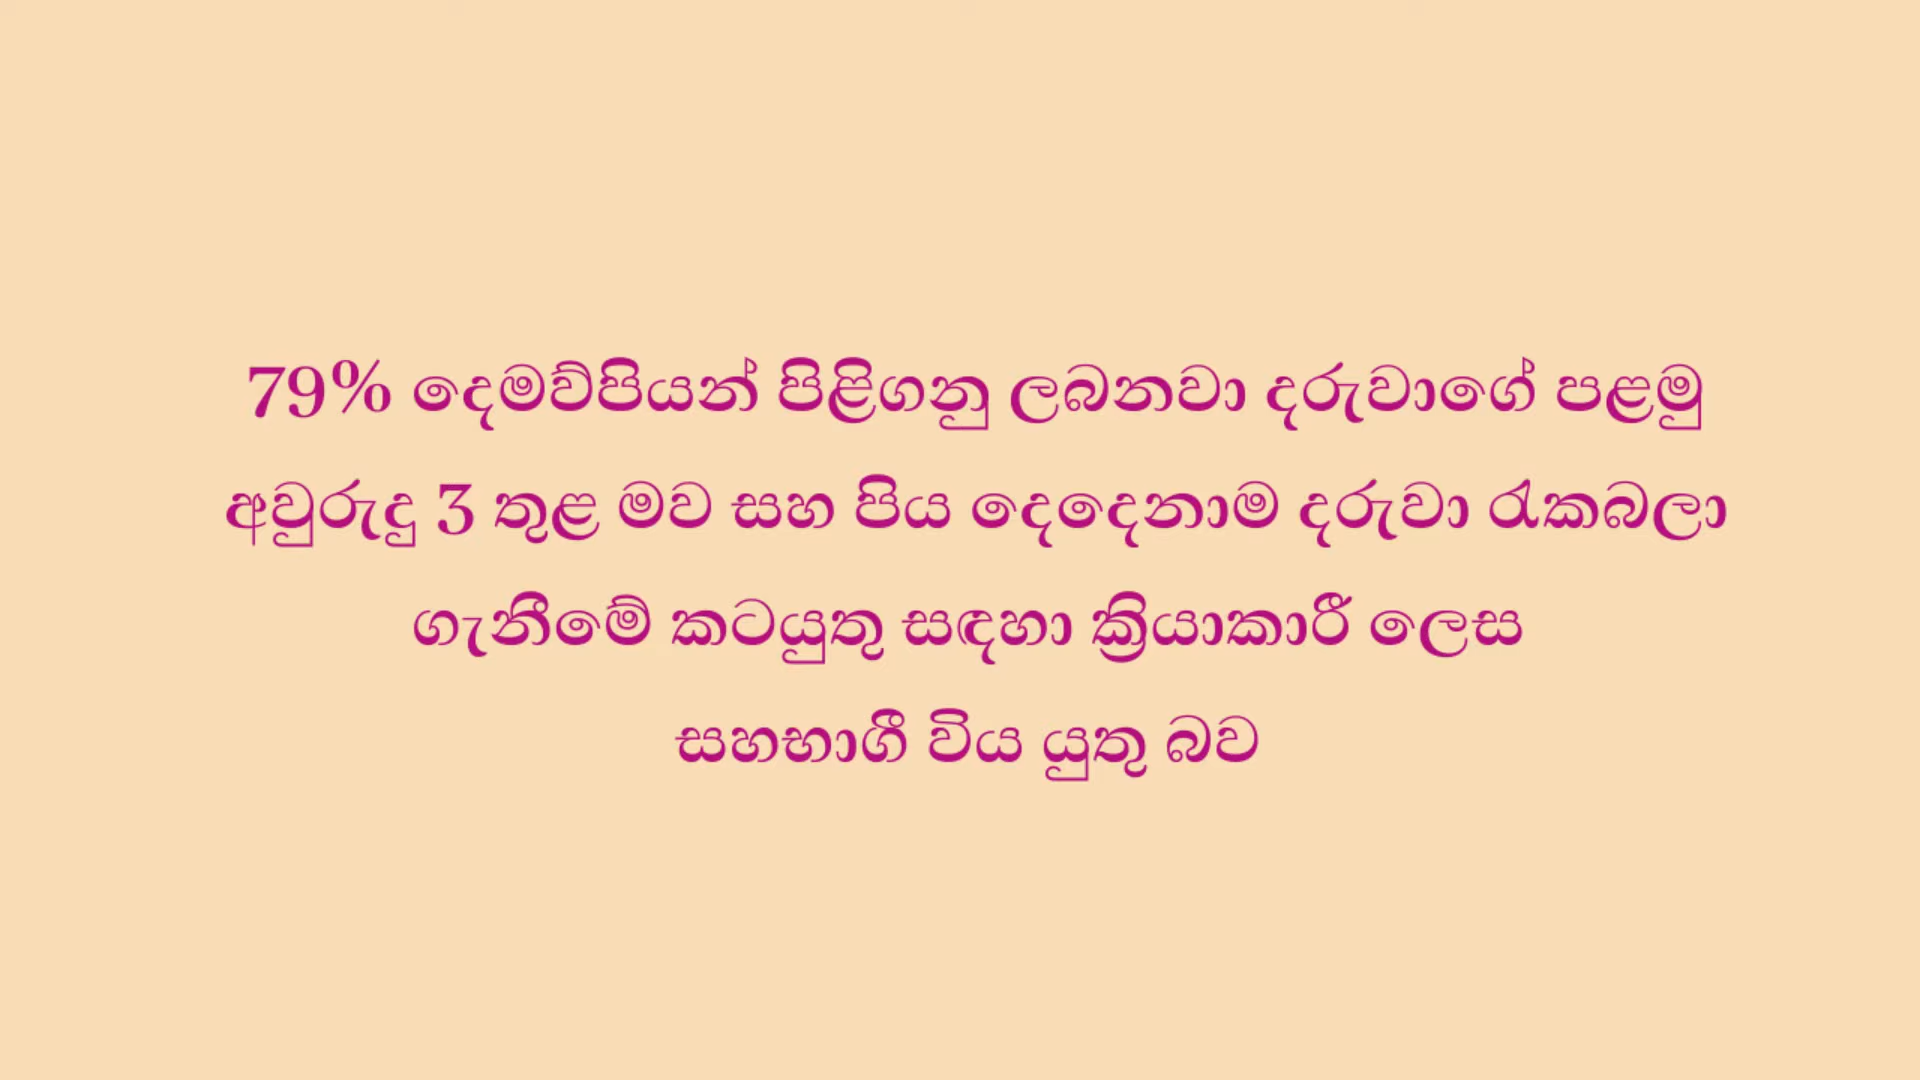 79% දෙමව්පියන් පිළිගනු ලබනවා දරුවාගේ පළමු
අවුරුදු 3 තුළ මව සහ පිය දෙදෙනාම දරුවා රැකබලා
ගැනීමේ කටයුතු සඳහා ක්‍රියාකාරී ලෙස
සහභාගී විය යුතු බව